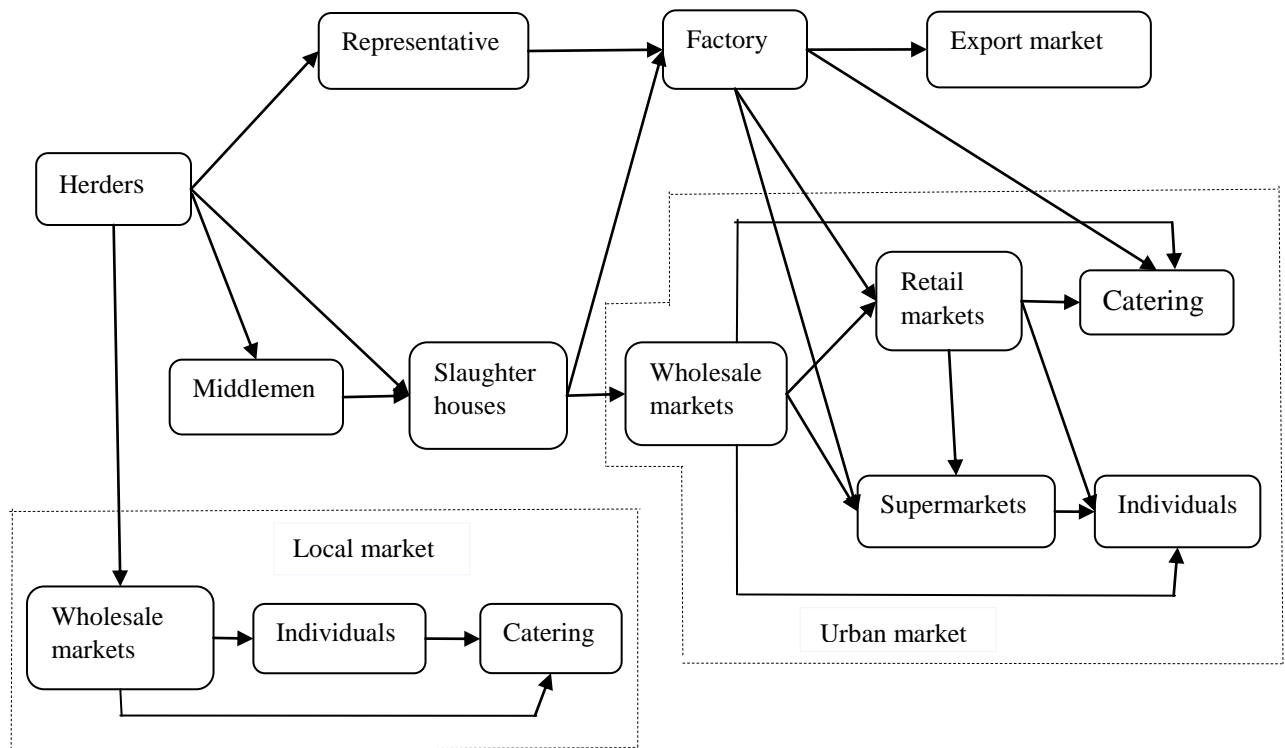 Representative
Factory
Export market
Herders
Retail
markets
Catering
Middlemen
Slaughter
houses
Wholesale
markets
Supermarkets
Individuals
Local market
Wholesale
markets
Individuals
Catering
Urban market